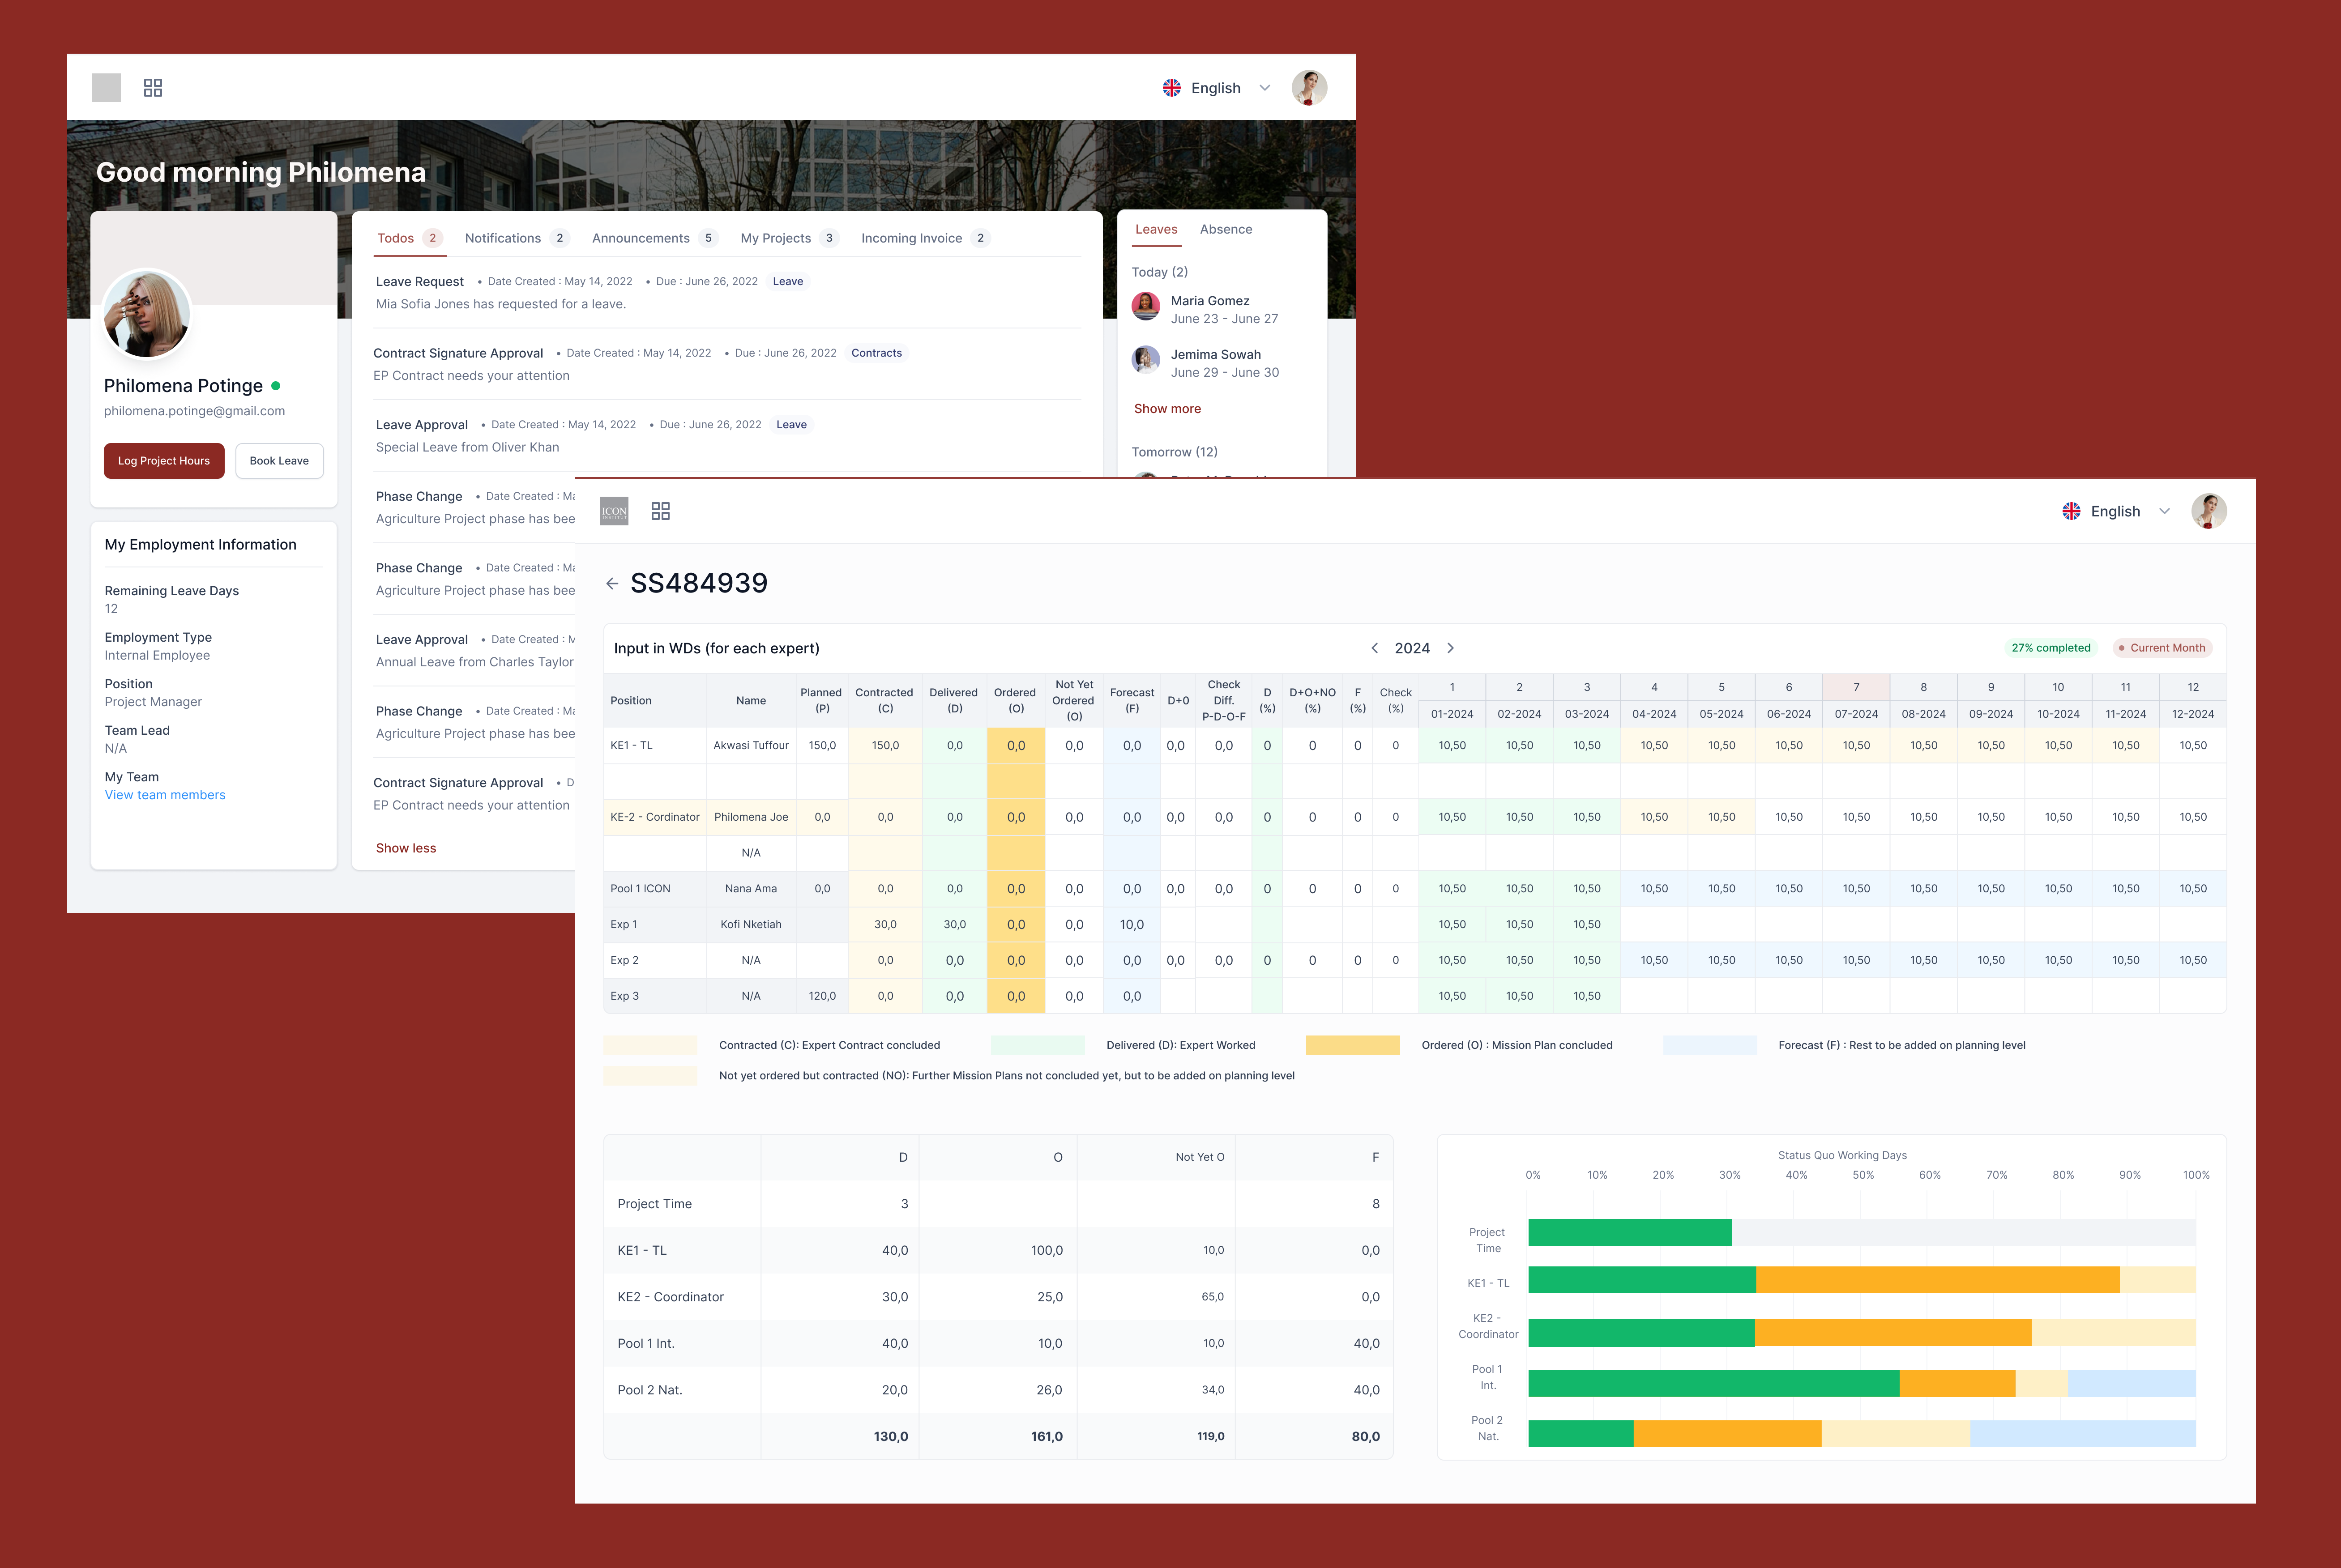 English
Good morning Philomena
Philomena Potinge
philomena.potinge@gmail.com
Log Project Hours
Book Leave
My Employment Information
Remaining Leave Days
12
Employment Type
Internal Employee
Position
Project Manager
Team Lead
N/A
My Team
View team members
Todos 2 Notifications 2 Announcements 5 My Projects 3 Incoming Invoice 2
Leave Request • Date Created : May 14, 2022 • Due : June 26, 2022 Leave
Mia Sofia Jones has requested for a leave.
Contract Signature Approval • Date Created : May 14, 2022 • Due : June 26, 2022 Contracts
EP Contract needs your attention
Leave Approval • Date Created : May 14, 2022 • Due : June 26, 2022 Leave
Special Leave from Oliver Khan
Phase Change • Date Created : Ma
Agriculture Project phase has bee
Phase Change • Date Created : Ma
Agriculture Project phase has bee
Leave Approval • Date Created : M
Annual Leave from Charles Taylor
Phase Change • Date Created : Ma
Agriculture Project phase has bee
Contract Signature Approval • D
EP Contract needs your attention
Show less
Leaves Absence
Today (2)
Maria Gomez
June 23 - June 27
Jemima Sowah
June 29 - June 30
Show more
Tomorrow (12)
ICON
INSTITUT
English
SS484939
Input in WDs (for each expert) 2024 27% completed • Current Month
Position Name Planned (P) Contracted (C) Delivered (D) Ordered (O) Not Yet Ordered (O) Forecast (F) D+0 Check Diff. P-D-O-F D (%) D+O+NO (%) F (%) Check (%) 1 2 3 4 5 6 7 8 9 10 11 12
01-2024 02-2024 03-2024 04-2024 05-2024 06-2024 07-2024 08-2024 09-2024 10-2024 11-2024 12-2024
KE1 - TL Akwasi Tuffour 150,0 150,0 0,0 0,0 0,0 0,0 0,0 0,0 0 0 0 0 10,50 10,50 10,50 10,50 10,50 10,50 10,50 10,50 10,50 10,50 10,50 10,50
KE-2 - Cordinator Philomena Joe 0,0 0,0 0,0 0,0 0,0 0,0 0,0 0,0 0 0 0 0 10,50 10,50 10,50 10,50 10,50 10,50 10,50 10,50 10,50 10,50 10,50 10,50
N/A
Pool 1 ICON Nana Ama 0,0 0,0 0,0 0,0 0,0 0,0 0,0 0,0 0 0 0 0 10,50 10,50 10,50 10,50 10,50 10,50 10,50 10,50 10,50 10,50 10,50 10,50
Exp 1 Kofi Nketiah 30,0 30,0 0,0 0,0 10,0 10,50 10,50 10,50
Exp 2 N/A 0,0 0,0 0,0 0,0 0,0 0,0 0,0 0 0 0 0 10,50 10,50 10,50 10,50 10,50 10,50 10,50 10,50 10,50 10,50 10,50 10,50
Exp 3 N/A 120,0 0,0 0,0 0,0 0,0 0,0 10,50 10,50 10,50
Contracted (C): Expert Contract concluded Delivered (D): Expert Worked Ordered (O) : Mission Plan concluded Forecast (F) : Rest to be added on planning level
Not yet ordered but contracted (NO): Further Mission Plans not concluded yet, but to be added on planning level
D O Not Yet O F
Project Time 3 8
KE1 - TL 40,0 100,0 10,0 0,0
KE2 - Coordinator 30,0 25,0 65,0 0,0
Pool 1 Int. 40,0 10,0 10,0 40,0
Pool 2 Nat. 20,0 26,0 34,0 40,0
130,0 161,0 119,0 80,0
Status Quo Working Days
0% 10% 20% 30% 40% 50% 60% 70% 80% 90% 100%
Project
Time
KE1 - TL
KE2 -
Coordinator
Pool 1
Int.
Pool 2
Nat.